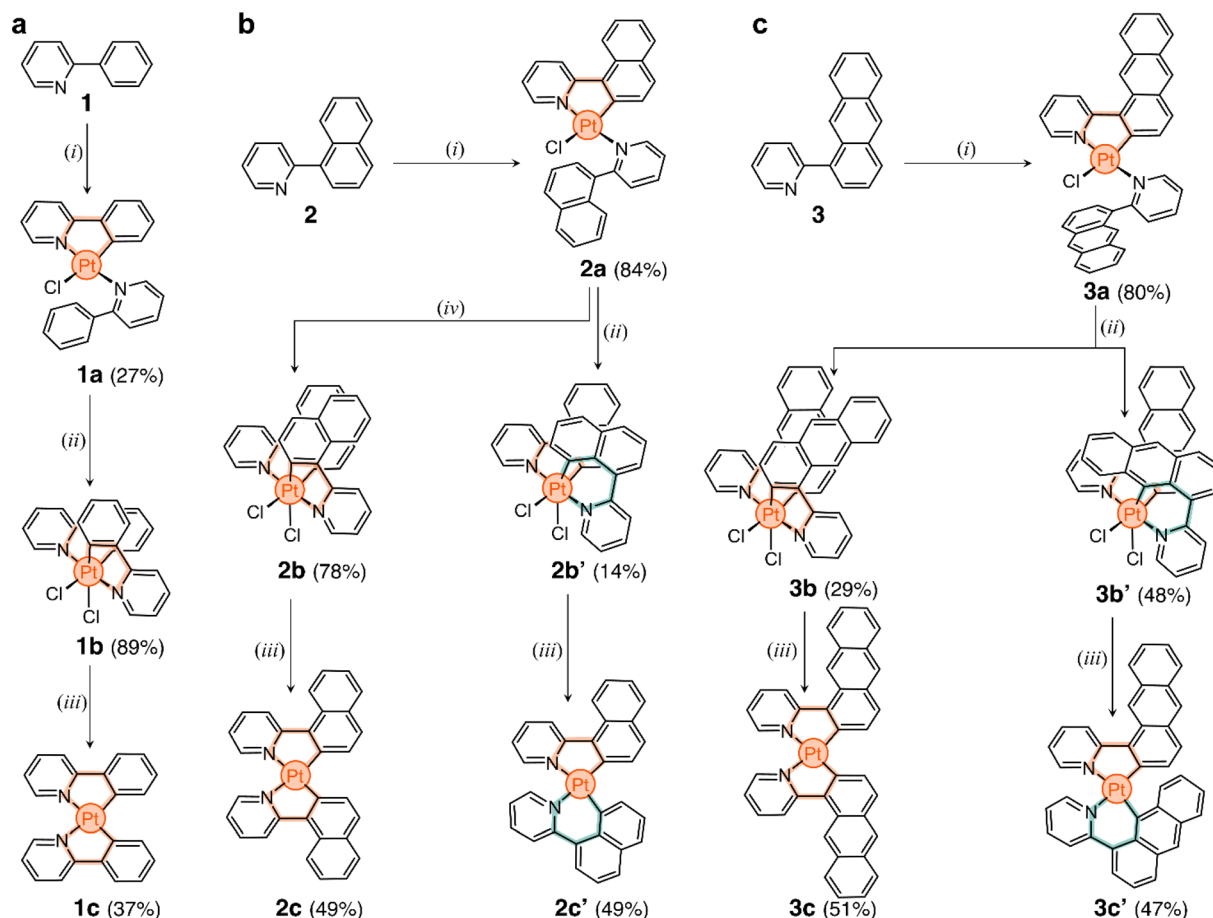 a
1
N
(i)
Pt
N
Cl
N
1a (27%)
(ii)
N
Pt
Cl
Cl
N
1b (89%)
(iii)
N
Pt
N
1c (37%)
b
2
N
(i)
N
Pt
Cl
N
2a (84%)
(iv)
(ii)
N
Pt
Cl
Cl
N
2b (78%)
N
Pt
Cl
Cl
N
2b’ (14%)
(iii)
(iii)
N
Pt
N
2c (49%)
N
Pt
N
2c’ (49%)
c
N
3
(i)
N
Pt
Cl
N
3a (80%)
(ii)
N
Pt
Cl
Cl
N
3b (29%)
N
Pt
Cl
Cl
N
3b’ (48%)
(iii)
(iii)
N
Pt
N
3c (51%)
N
Pt
N
3c’ (47%)